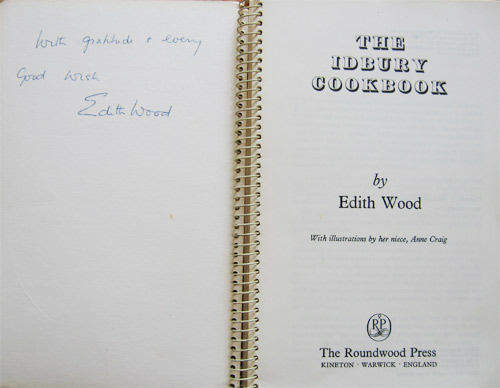 With gratitude & every
Good Wish
Edith Wood
THE
IDBURY
COOKBOOK
by
Edith Wood
With illustrations by her niece, Anne Craig
RP
The Roundwood Press
KINETON · WARWICK · ENGLAND